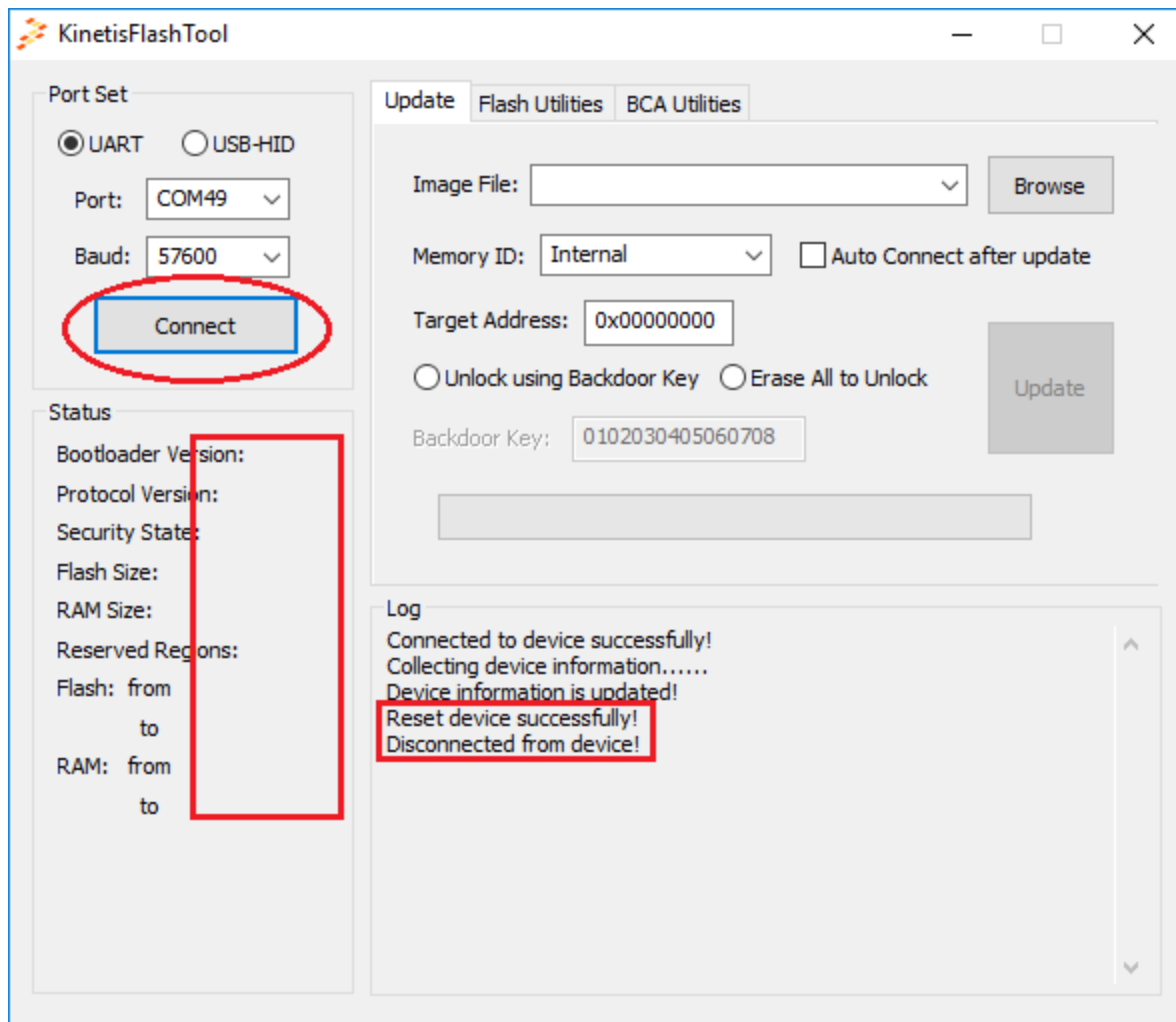 KinetisFlashTool
Port Set
UART USB-HID
Port: COM49
Baud: 57600
Connect
Status
Bootloader Version:
Protocol Version:
Security State:
Flash Size:
RAM Size:
Reserved Regions:
Flash: from
to
RAM: from
to
Update Flash Utilities BCA Utilities
Image File: Browse
Memory ID: Internal Auto Connect after update
Target Address: 0x00000000
Unlock using Backdoor Key Erase All to Unlock
Update
Backdoor Key: 0102030405060708
Log
Connected to device successfully!
Collecting device information......
Device information is updated!
Reset device successfully!
Disconnected from device!